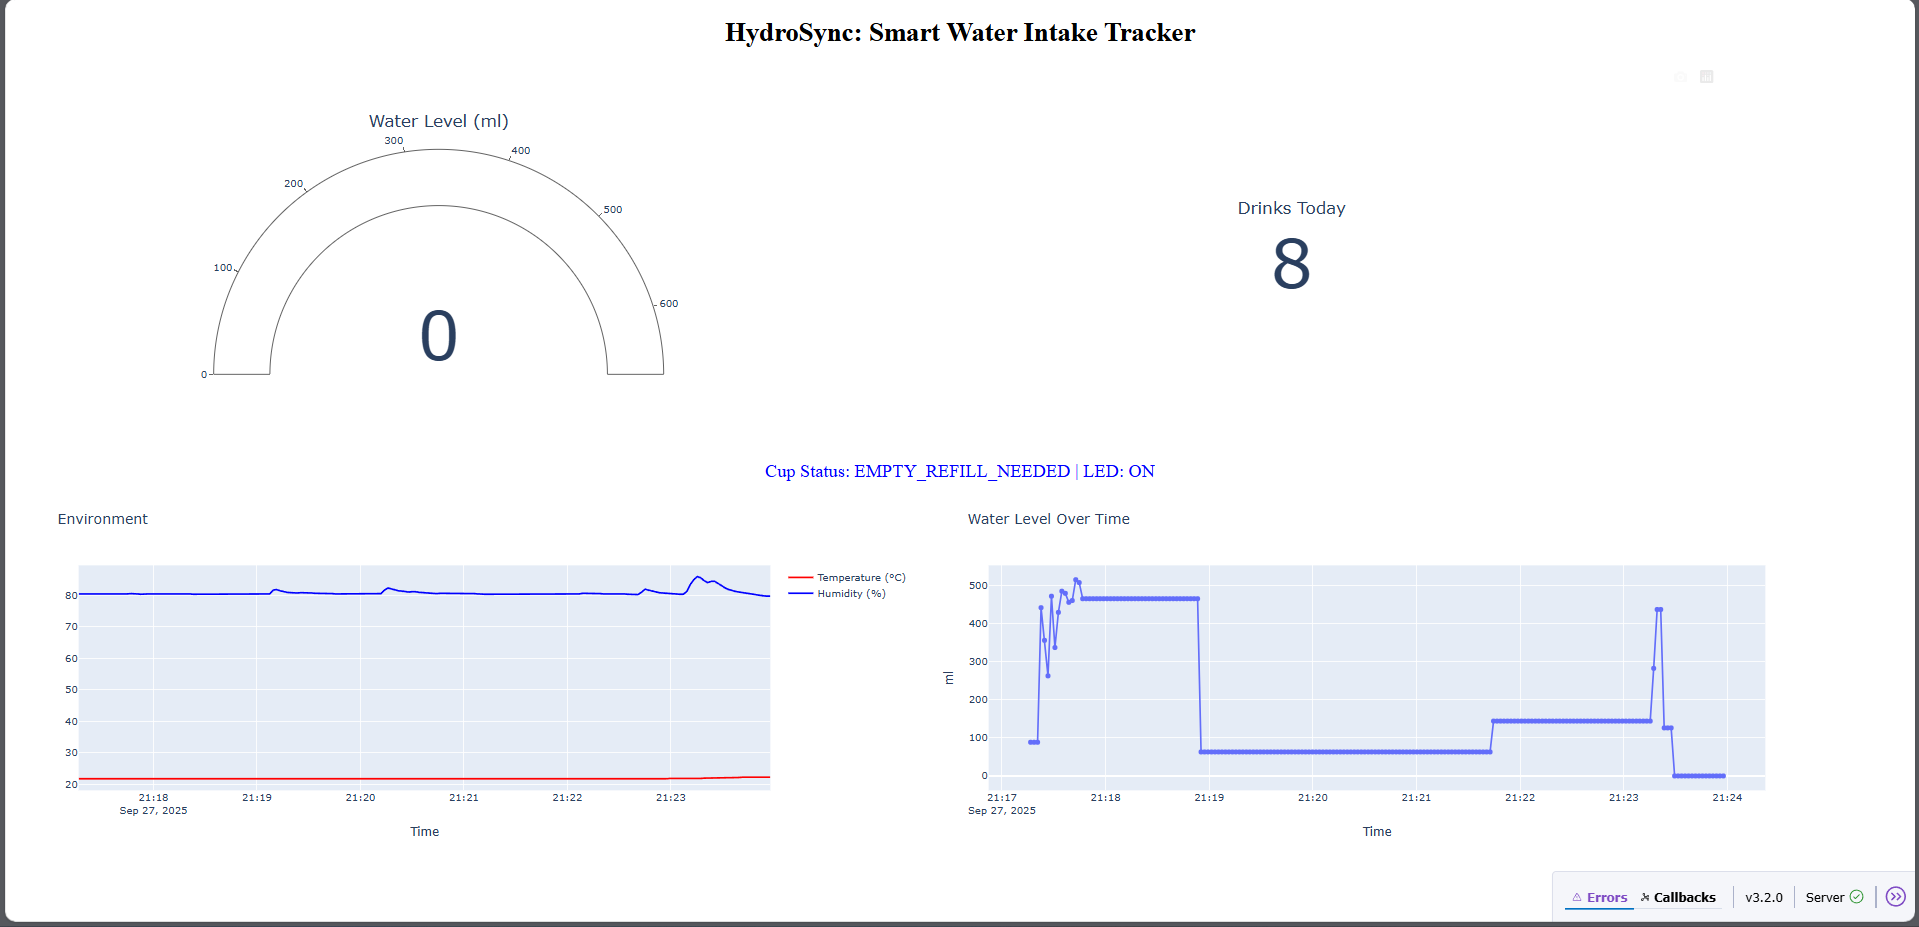 HydroSync: Smart Water Intake Tracker
Water Level (ml)
0
100
200
300
400
500
600
0
Drinks Today
8
Cup Status: EMPTY_REFILL_NEEDED | LED: ON
Environment
80
70
60
50
40
30
20
21:18
21:19
21:20
21:21
21:22
21:23
Sep 27, 2025
Time
Temperature (°C)
Humidity (%)
Water Level Over Time
ml
500
400
300
200
100
0
21:17
21:18
21:19
21:20
21:21
21:22
21:23
21:24
Sep 27, 2025
Time
Errors Callbacks v3.2.0 Server